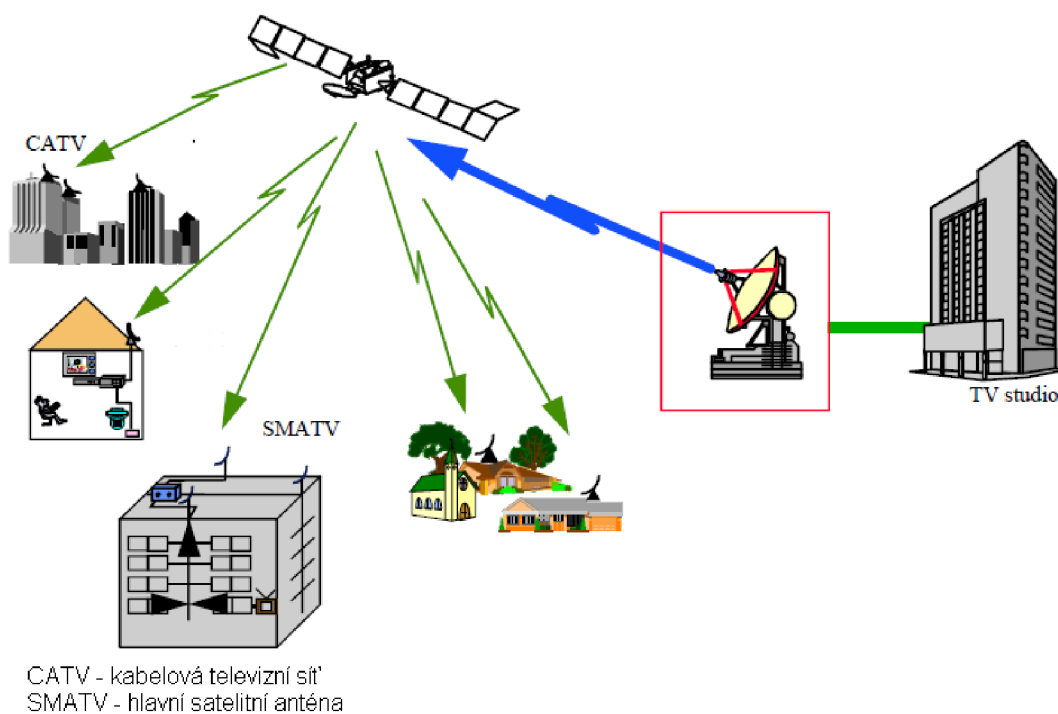 CATV
TV studio
SMATV
CATV - kabelová televizní síť
SMATV - hlavní satelitní anténa